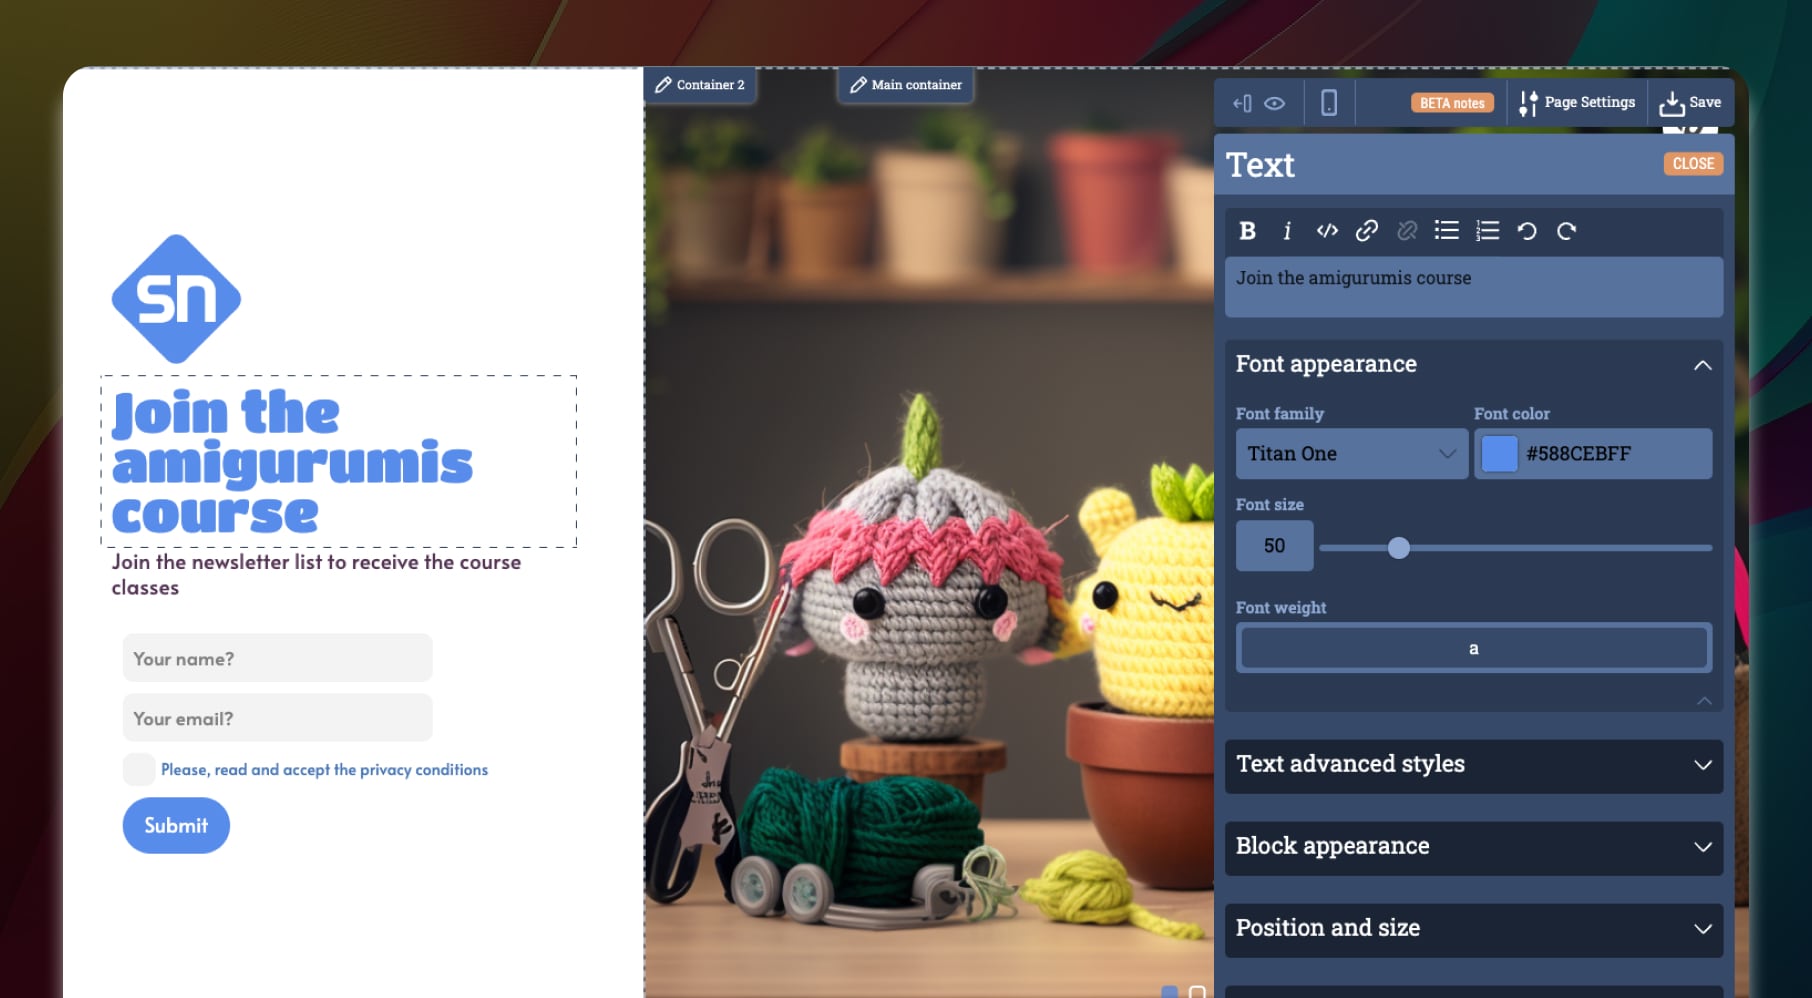 Container 2
Main container
BETA notes
Page Settings
Save
sn
Join the
amigurumis
course
Join the newsletter list to receive the course
classes
Your name?
Your email?
Please, read and accept the privacy conditions
Submit
Text
CLOSE
B i </>
Join the amigurumis course
Font appearance
Font family
Font color
Titan One
#588CEBFF
Font size
50
Font weight
a
Text advanced styles
Block appearance
Position and size